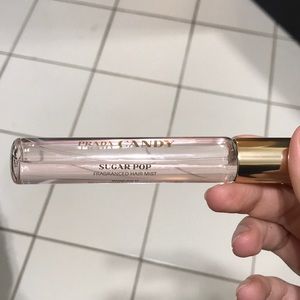 PRADA CANDY
SUGAR POP
FRAGRANCED HAIR MIST